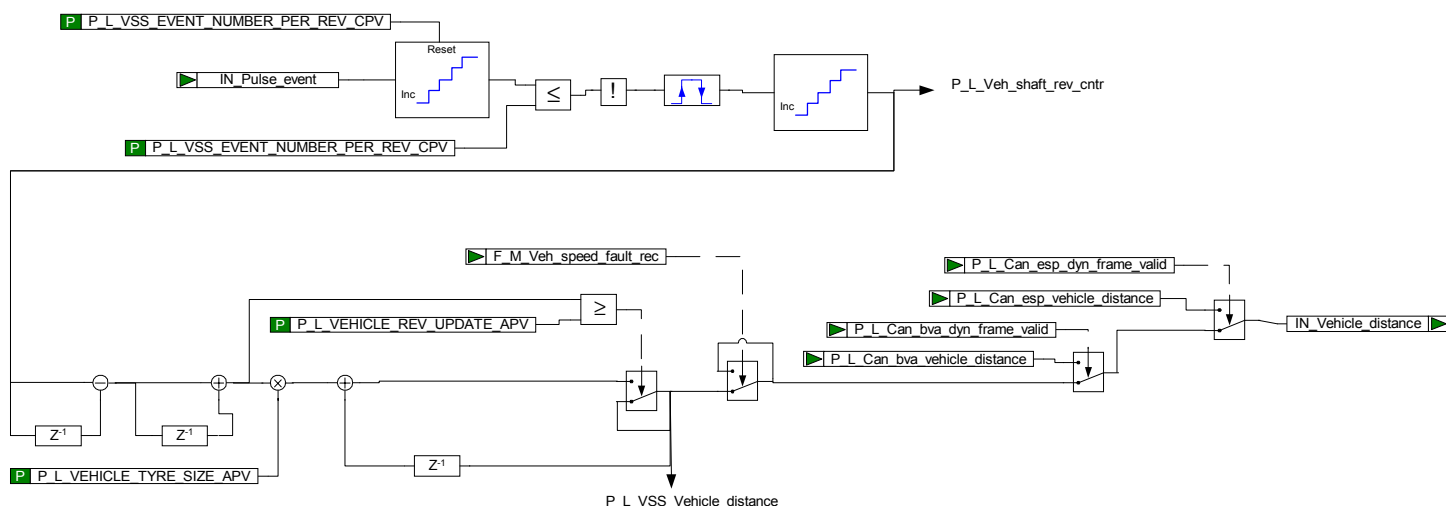 P P_L_VSS_EVENT_NUMBER_PER_REV_CPV
Reset
IN_Pulse_event
Inc
≤
!
Inc
P_L_Veh_shaft_rev_cntr
P P_L_VSS_EVENT_NUMBER_PER_REV_CPV
F_M_Veh_speed_fault_rec
P_L_Can_esp_dyn_frame_valid
P_L_Can_esp_vehicle_distance
≥
P P_L_VEHICLE_REV_UPDATE_APV
P_L_Can_bva_dyn_frame_valid
IN_Vehicle_distance
P_L_Can_bva_vehicle_distance
− + × +
Z-1
Z-1
Z-1
P P_L_VEHICLE_TYRE_SIZE_APV
P_L_VSS_Vehicle_distance